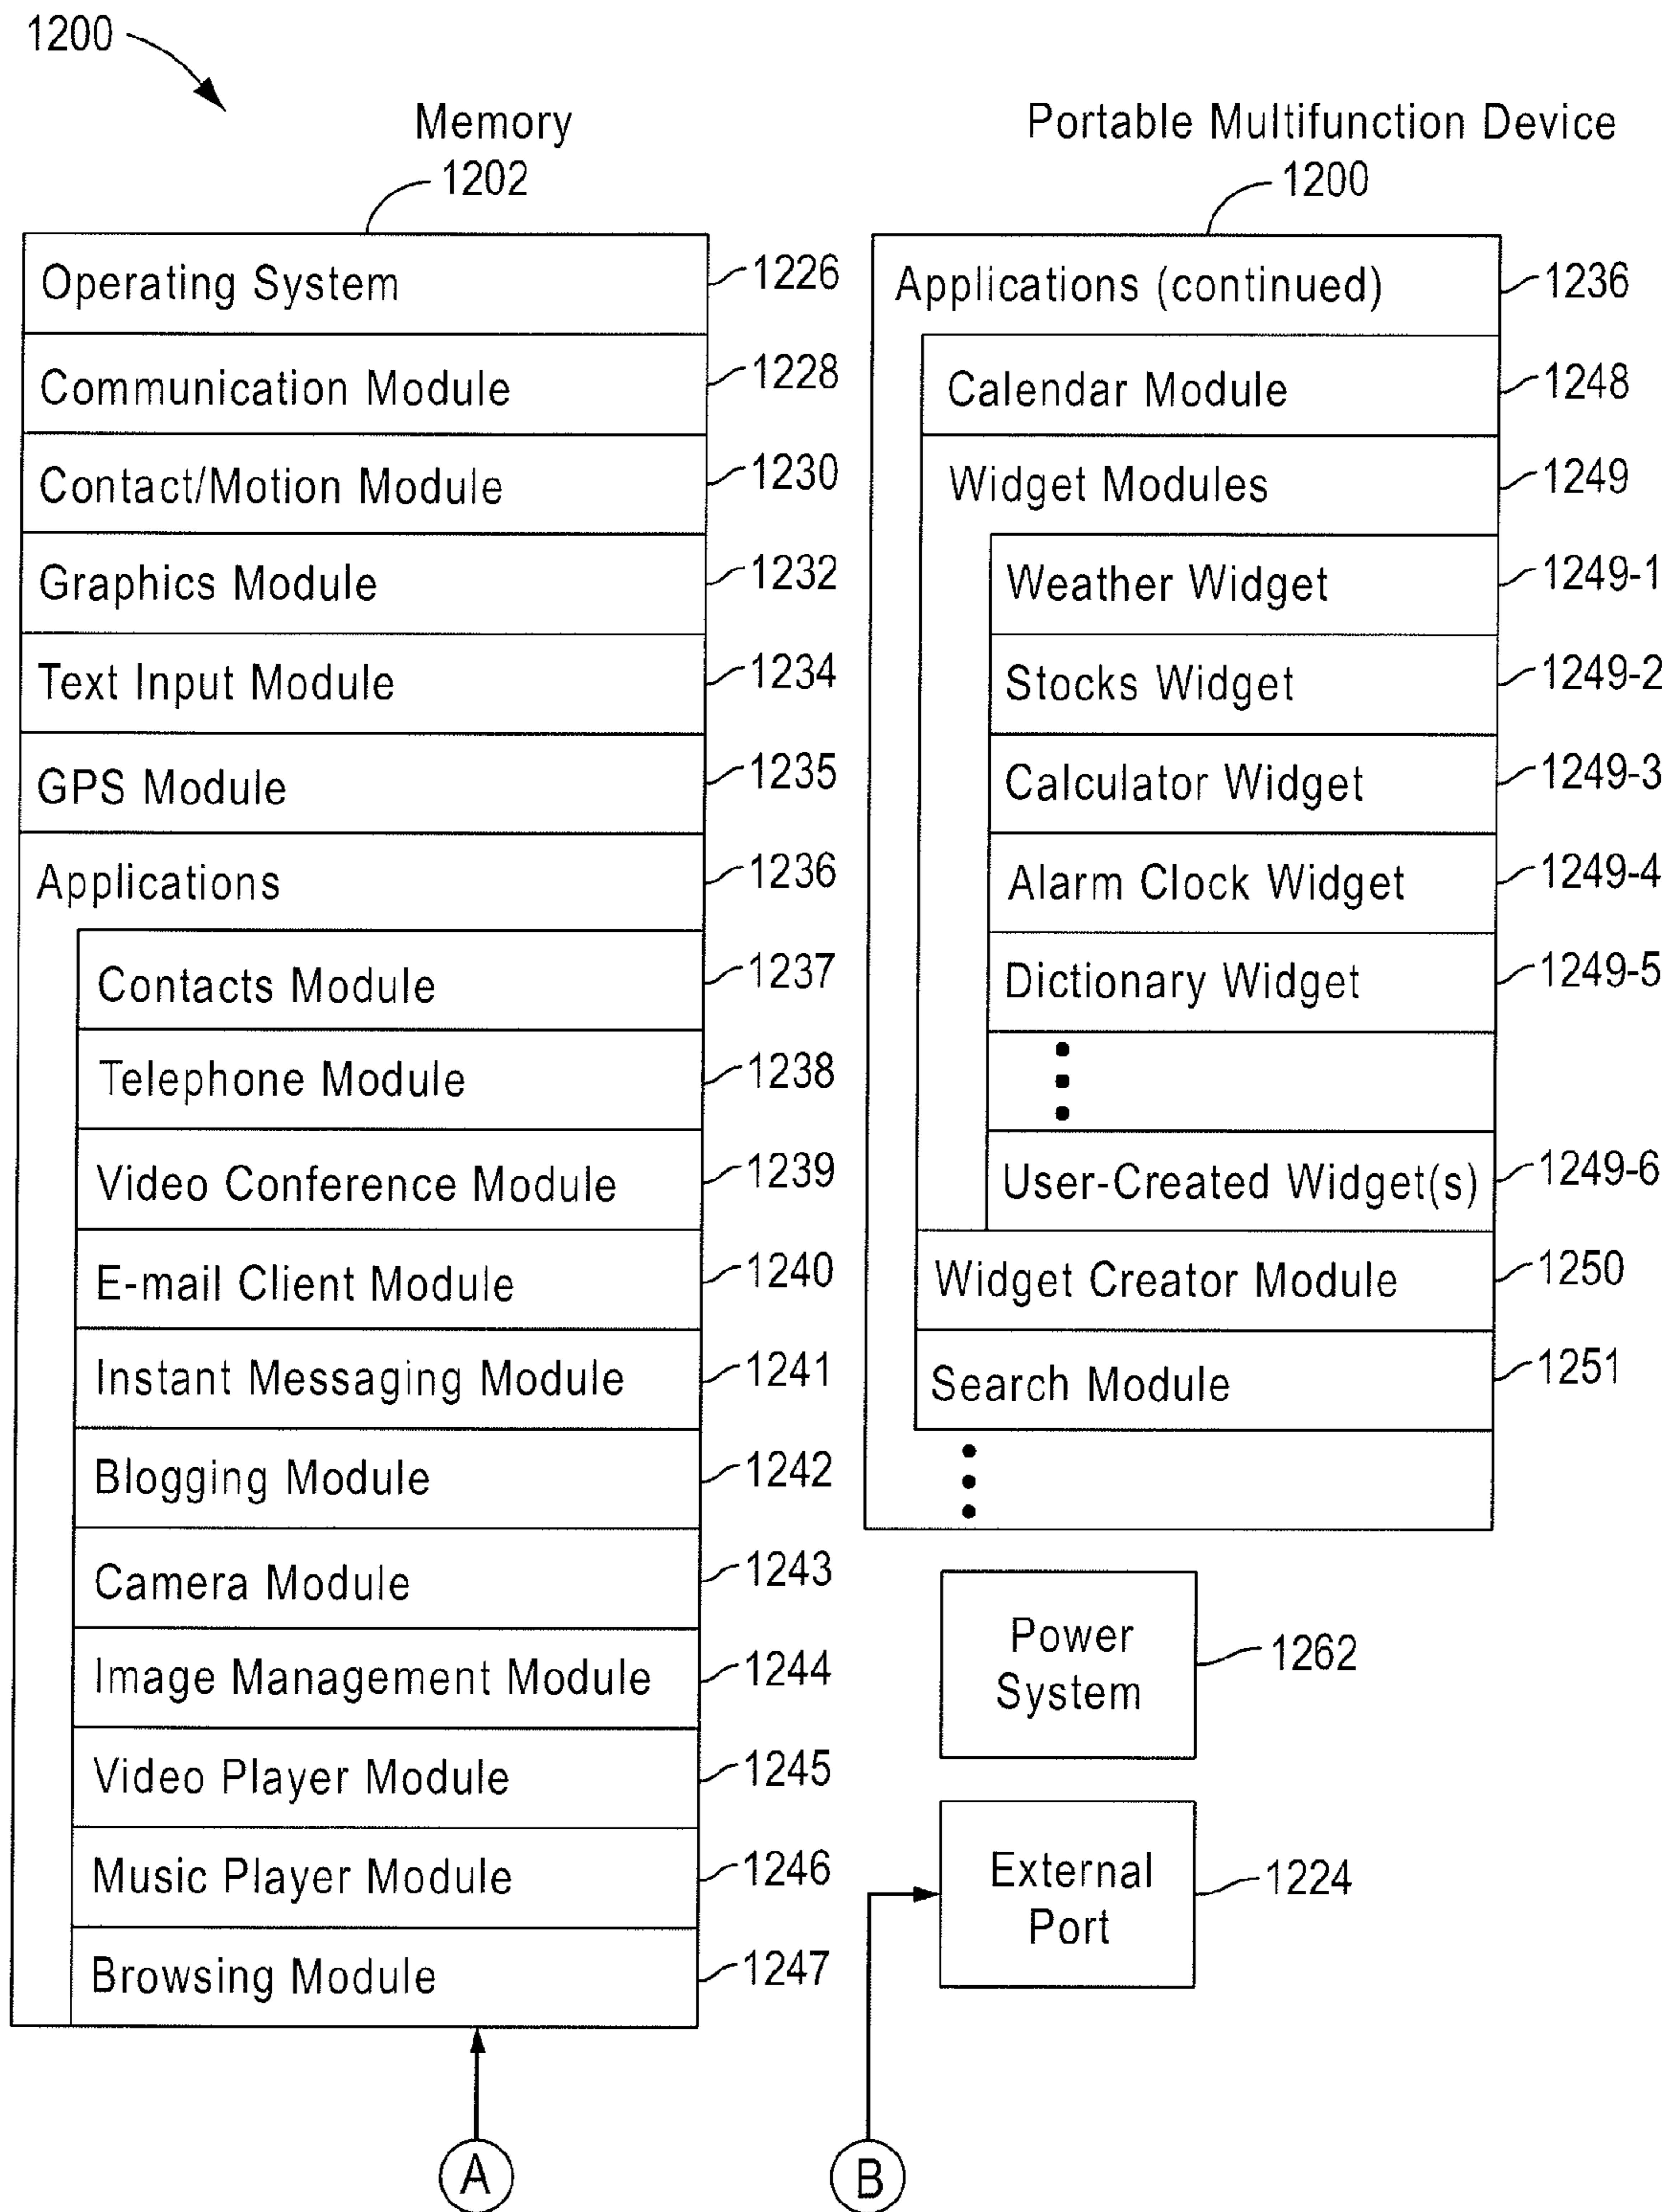 1200
Memory
1202
Operating System 1226
Communication Module 1228
Contact/Motion Module 1230
Graphics Module 1232
Text Input Module 1234
GPS Module 1235
Applications 1236
Contacts Module 1237
Telephone Module 1238
Video Conference Module 1239
E-mail Client Module 1240
Instant Messaging Module 1241
Blogging Module 1242
Camera Module 1243
Image Management Module 1244
Video Player Module 1245
Music Player Module 1246
Browsing Module 1247
A
Portable Multifunction Device
1200
Applications (continued) 1236
Calendar Module 1248
Widget Modules 1249
Weather Widget 1249-1
Stocks Widget 1249-2
Calculator Widget 1249-3
Alarm Clock Widget 1249-4
Dictionary Widget 1249-5
User-Created Widget(s) 1249-6
Widget Creator Module 1250
Search Module 1251
Power
System
1262
External
Port
1224
B